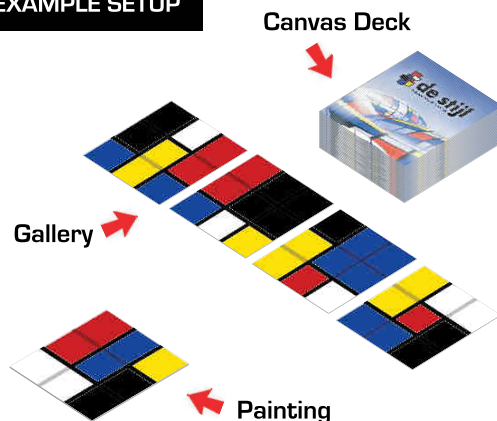 EXAMPLE SETUP
Canvas Deck
de stijl
Gallery
Painting